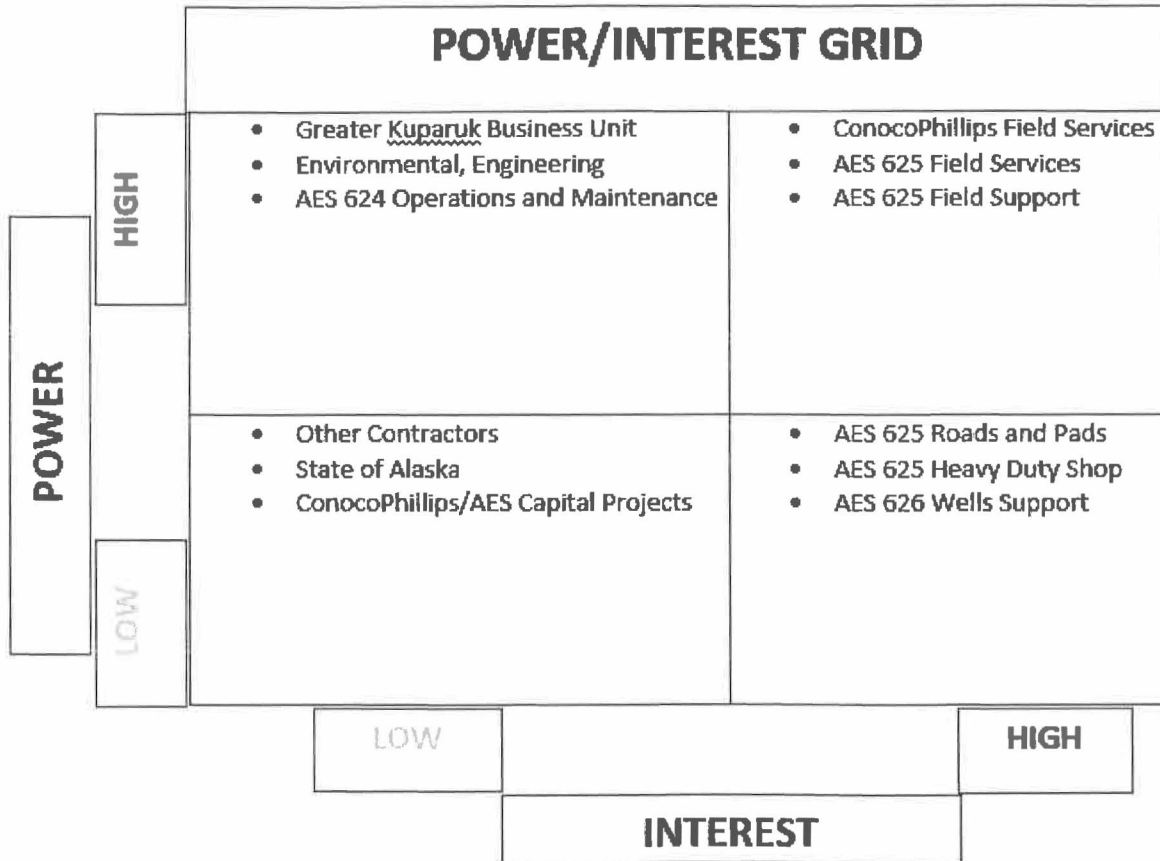 POWER/INTEREST GRID
HIGH
• Greater Kuparuk Business Unit
• Environmental, Engineering
• AES 624 Operations and Maintenance
• ConocoPhillips Field Services
• AES 625 Field Services
• AES 625 Field Support
POWER
LOW
• Other Contractors
• State of Alaska
• ConocoPhillips/AES Capital Projects
• AES 625 Roads and Pads
• AES 625 Heavy Duty Shop
• AES 626 Wells Support
LOW
HIGH
INTEREST